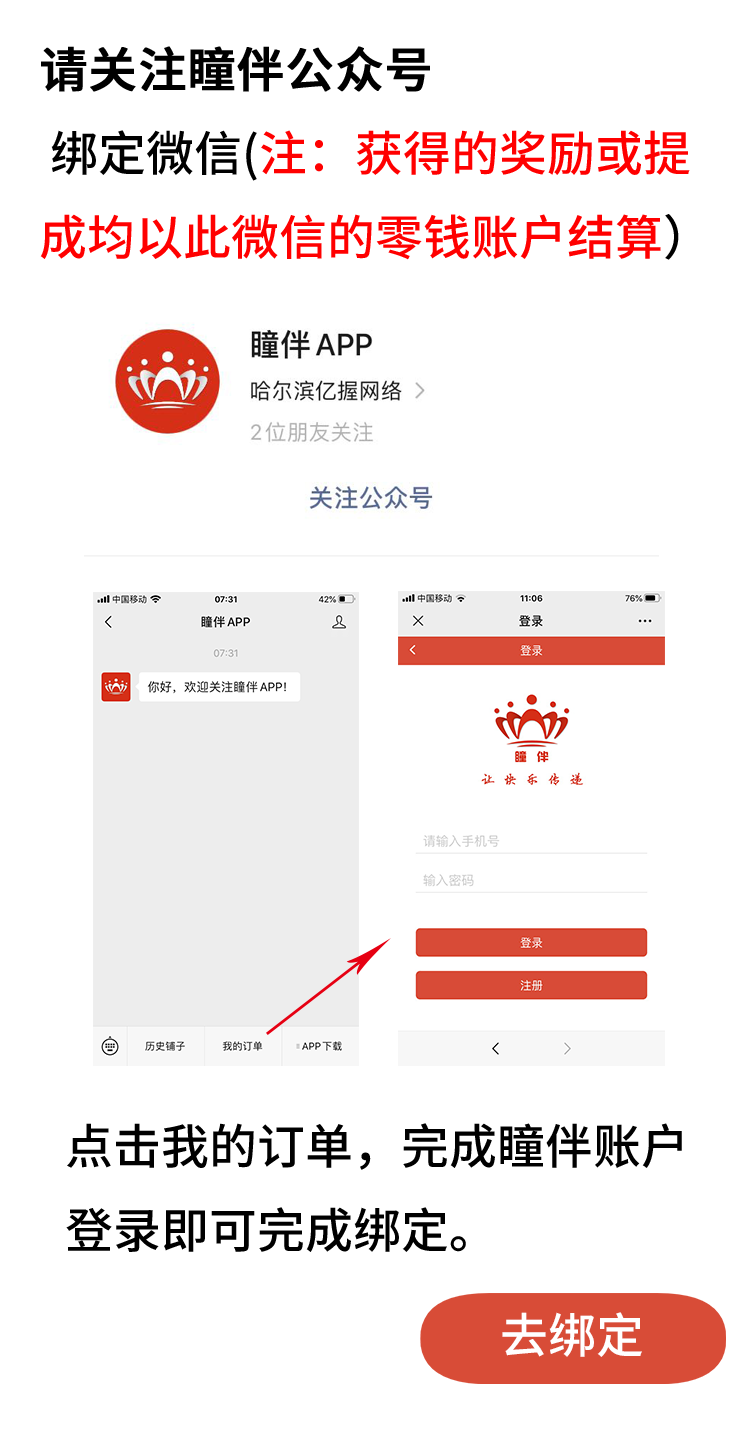 请关注瞳伴公众号
绑定微信(注：获得的奖励或提
成均以此微信的零钱账户结算）
瞳伴 APP
哈尔滨亿握网络
2位朋友关注
关注公众号
中国移动 07:31 42%
瞳伴 APP
07:31
你好，欢迎关注瞳伴 APP！
历史铺子 我的订单 APP下载
中国移动 11:06 76%
登录
登录
瞳伴
让快乐传递
请输入手机号
输入密码
登录
注册
点击我的订单，完成瞳伴账户
登录即可完成绑定。
去绑定